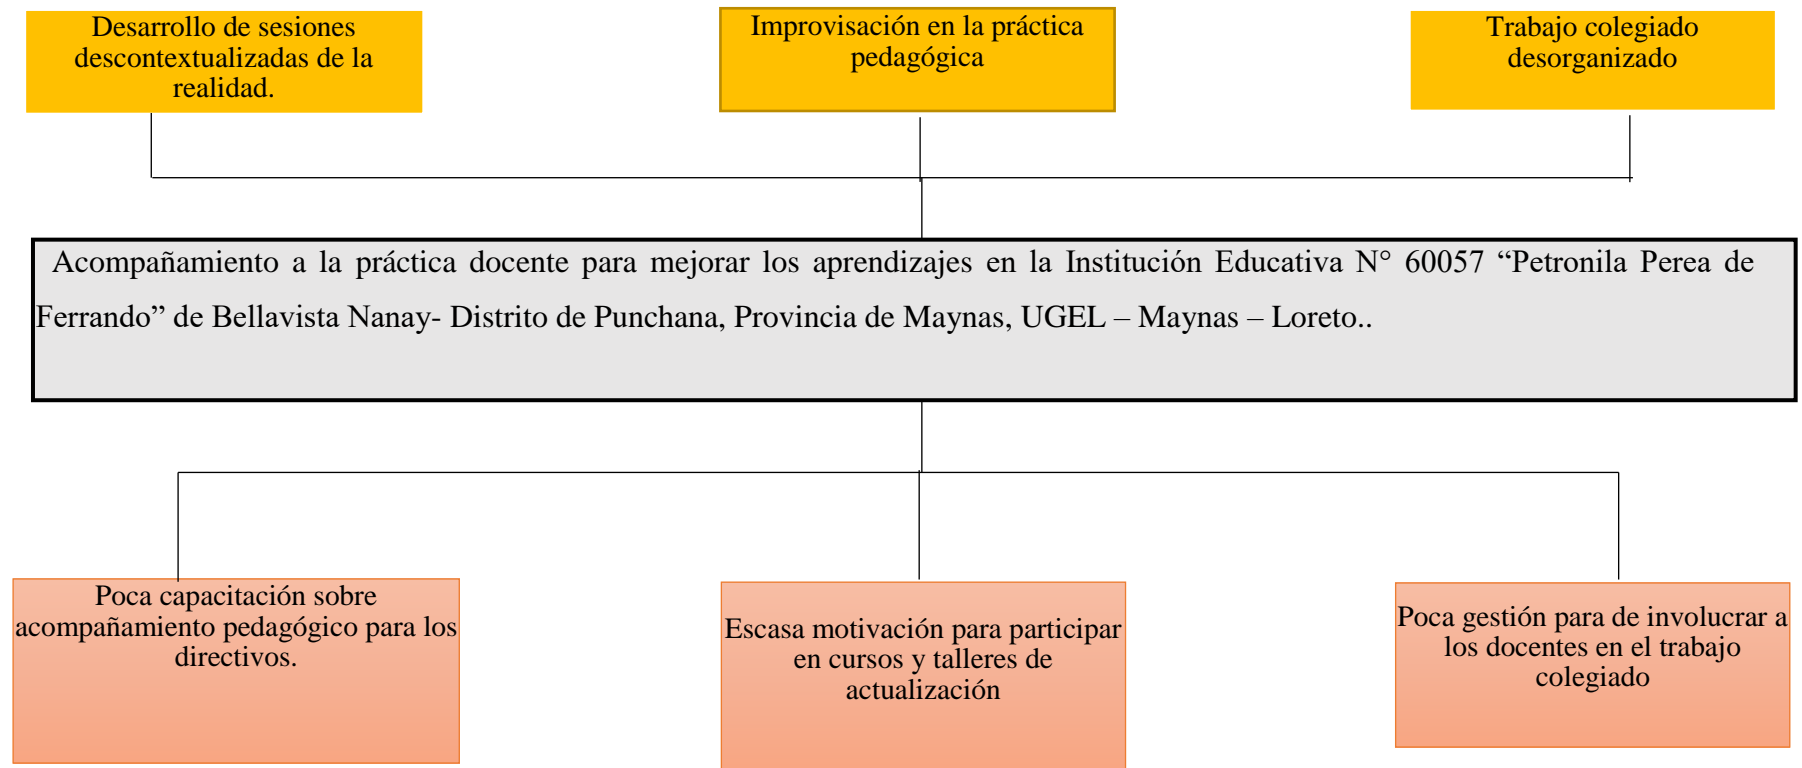 Desarrollo de sesiones
descontextualizadas de la
realidad.
Improvisación en la práctica
pedagógica
Trabajo colegiado
desorganizado
Acompañamiento a la práctica docente para mejorar los aprendizajes en la Institución Educativa N° 60057 “Petronila Perea de
Ferrando” de Bellavista Nanay- Distrito de Punchana, Provincia de Maynas, UGEL – Maynas – Loreto..
Poca capacitación sobre
acompañamiento pedagógico para los
directivos.
Escasa motivación para participar
en cursos y talleres de
actualización
Poca gestión para de involucrar a
los docentes en el trabajo
colegiado